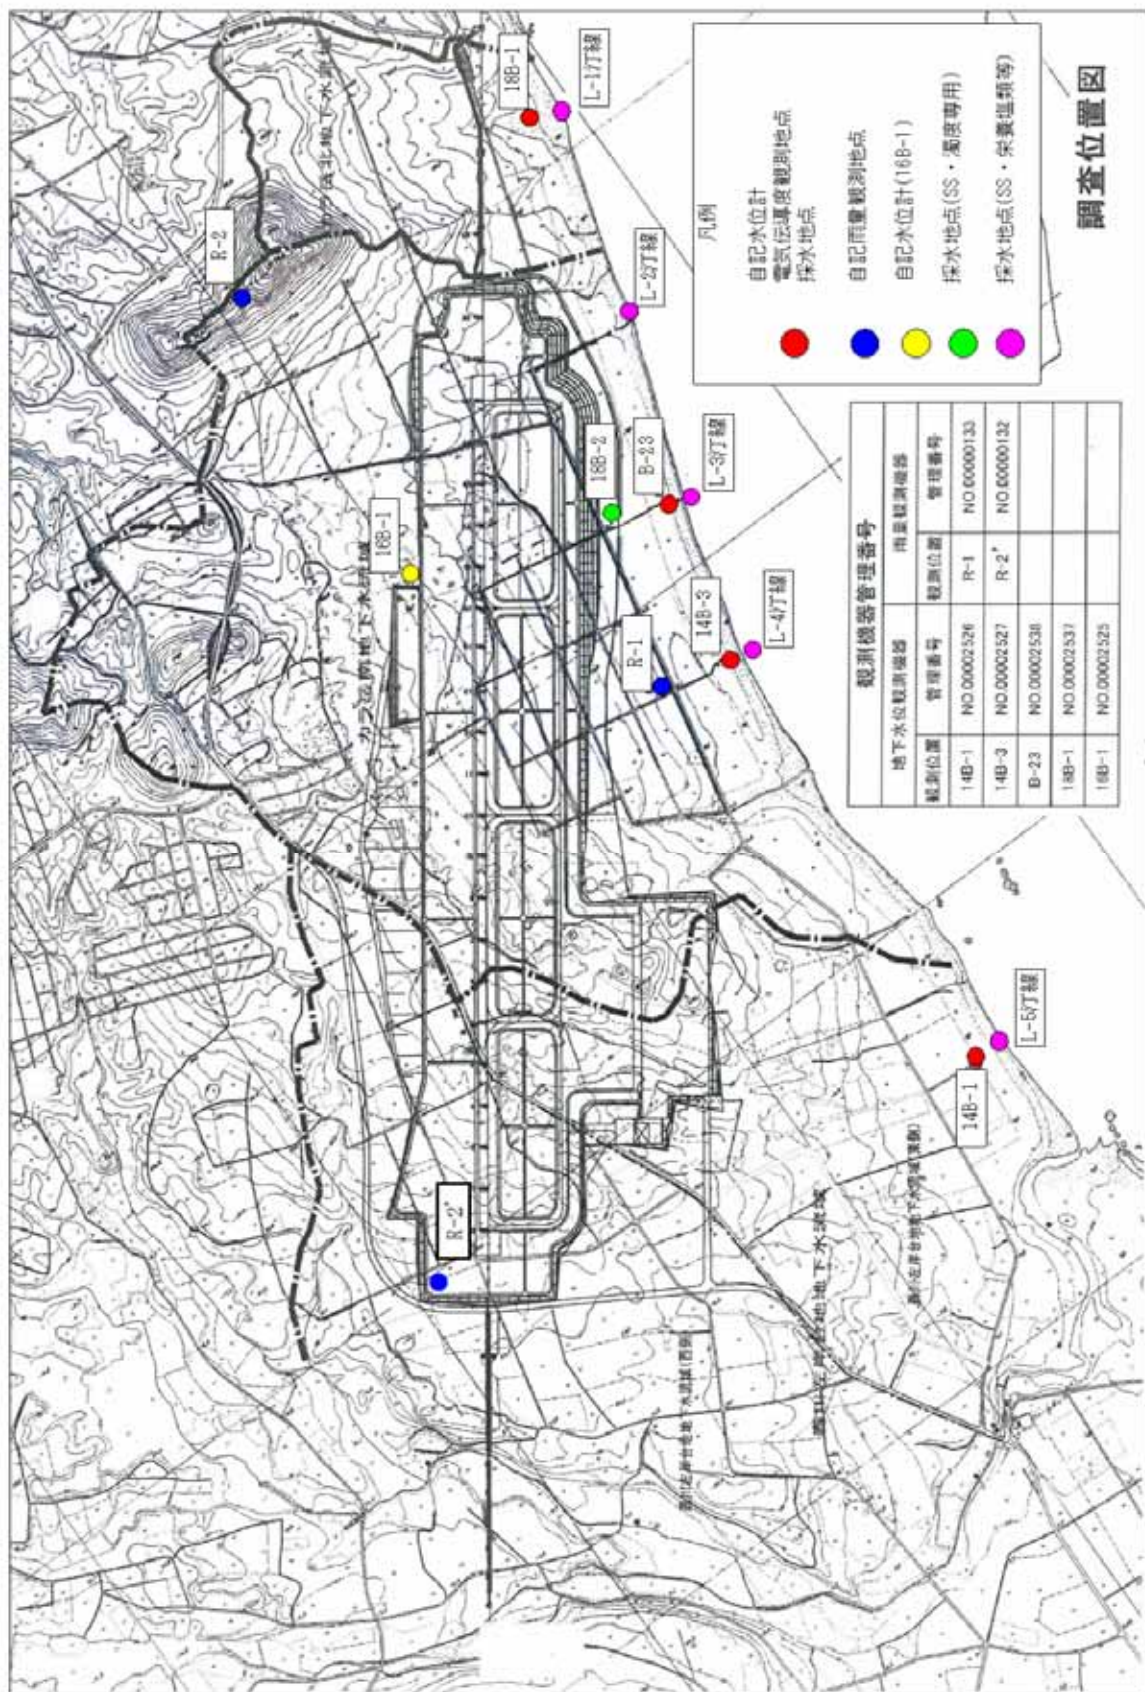 調査位置図
凡例
自記水位計
電気伝導度観測地点
採水地点
自記雨量観測地点
自記水位計(16B-1)
採水地点(SS・濁度専用)
採水地点(SS・栄養塩類等)
観測機器管理番号
地下水位観測機器 雨量観測機器
観測位置 管理番号 観測位置 管理番号
14B-1 NO.00002526 R-1 NO.00000133
14B-3 NO.00002527 R-2' NO.00000132
B-23 NO.00002538
18B-1 NO.00002537
16B-1 NO.00002525
R-2
18B-1
L-1汀線
L-2汀線
16B-1
18B-2
B-23
L-3汀線
R-1
14B-3
L-4汀線
R-2'
14B-1
L-5汀線